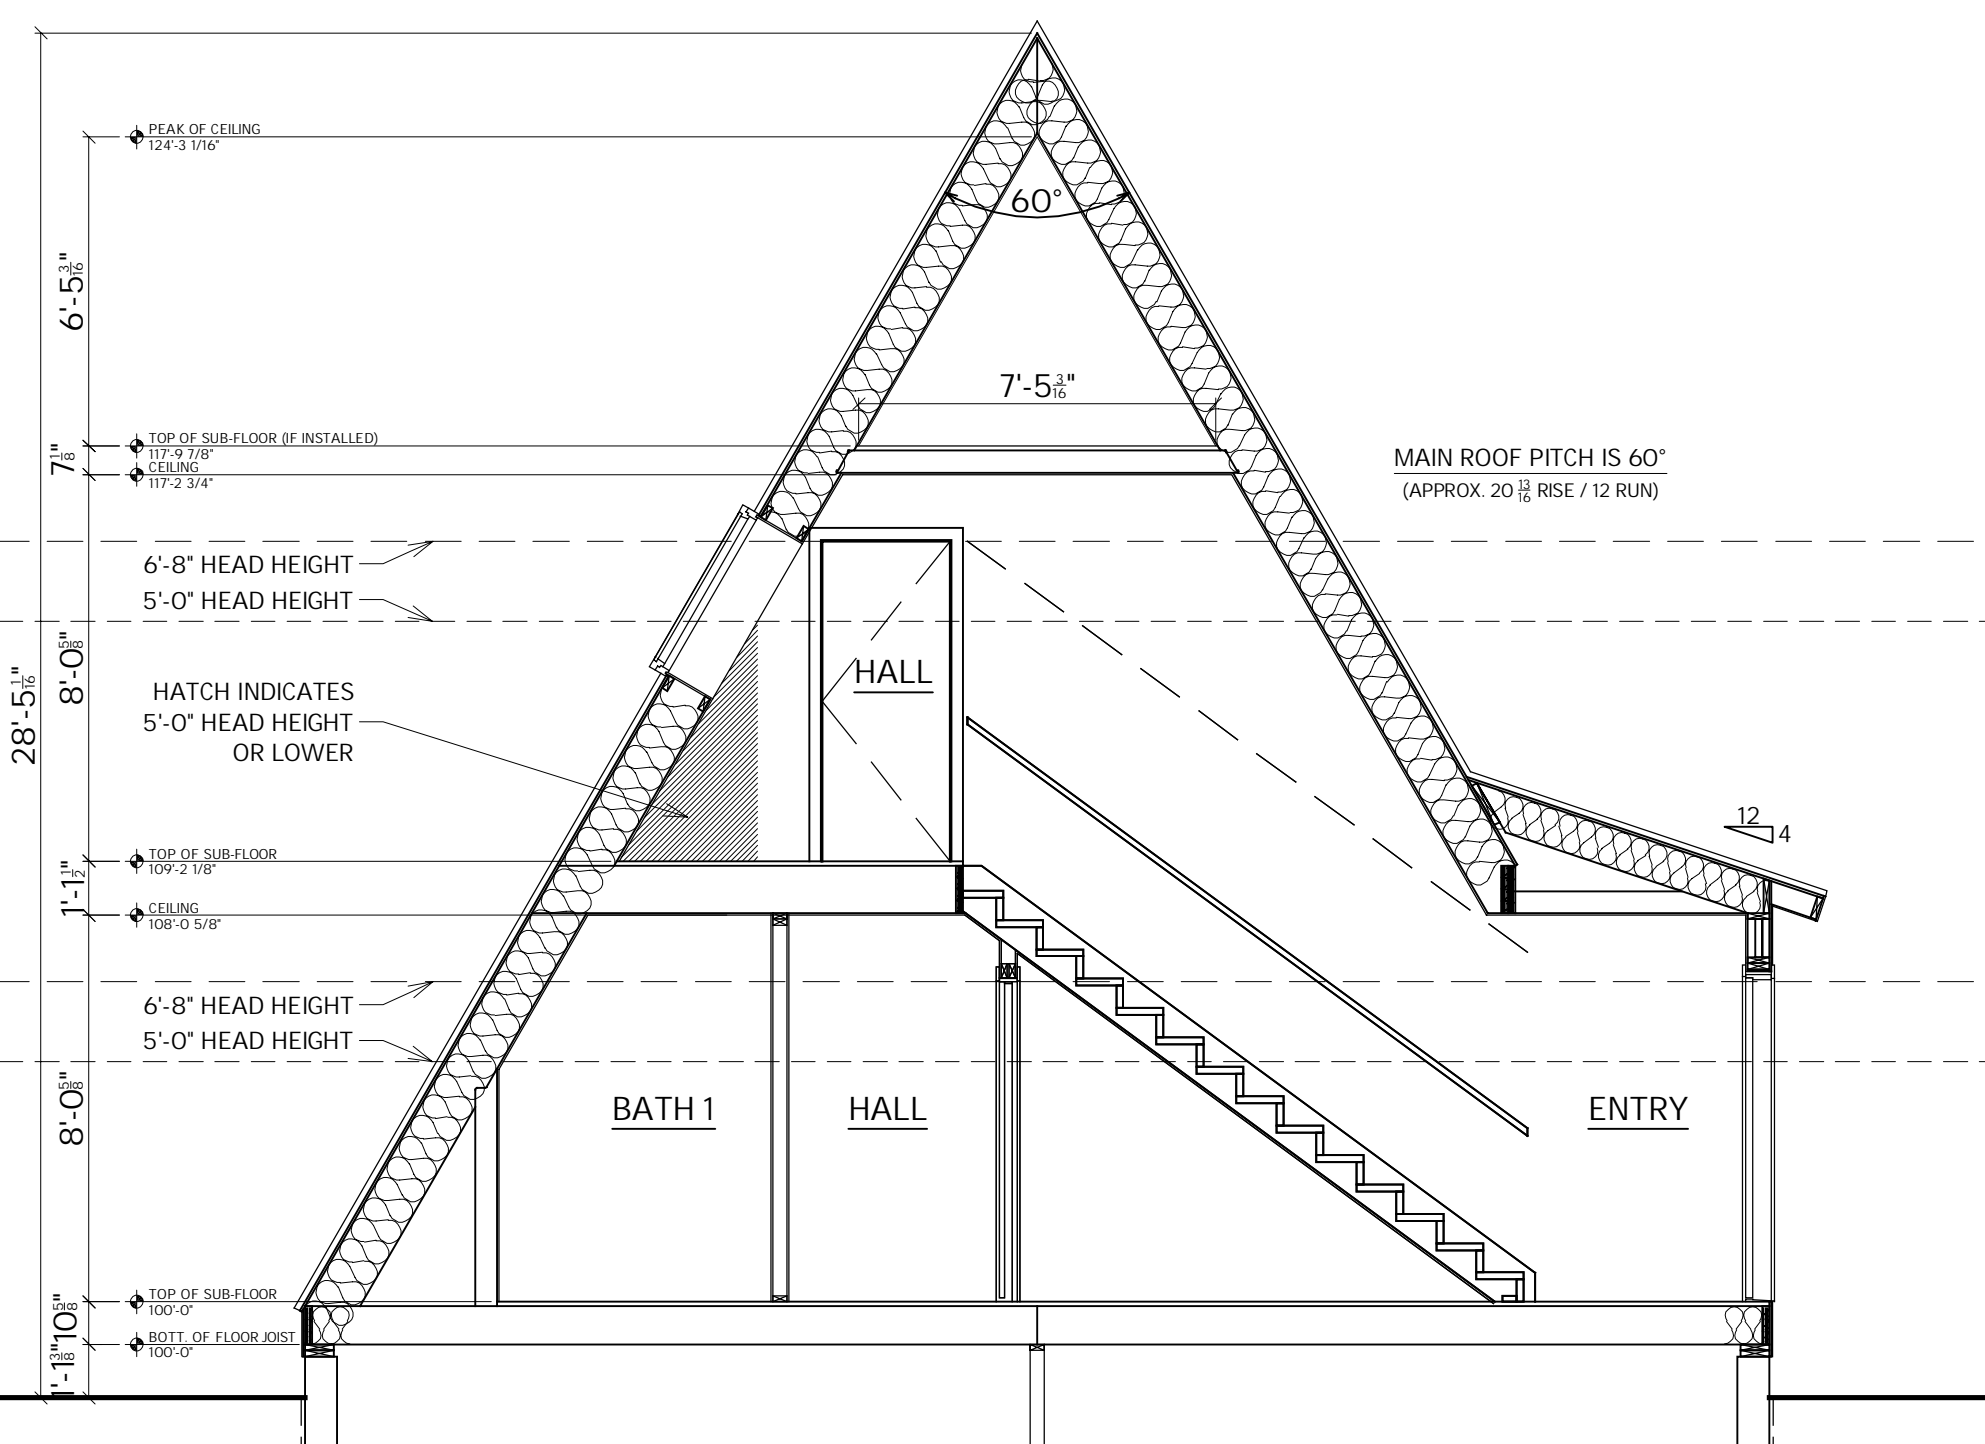 PEAK OF CEILING
124'-3 1/16"
60°
6'-5 3/16"
7'-5 3/16"
TOP OF SUB-FLOOR (IF INSTALLED)
117'-9 7/8"
7 1/8"
CEILING
117'-2 3/4"
MAIN ROOF PITCH IS 60°
(APPROX. 20 13/16 RISE / 12 RUN)
6'-8" HEAD HEIGHT
5'-0" HEAD HEIGHT
8'-0 5/8"
28'-5 1/16"
HALL
HATCH INDICATES
5'-0" HEAD HEIGHT
OR LOWER
12
4
TOP OF SUB-FLOOR
109'-2 1/8"
1'-1 1/2"
CEILING
108'-0 5/8"
6'-8" HEAD HEIGHT
5'-0" HEAD HEIGHT
8'-0 5/8"
BATH 1
HALL
ENTRY
TOP OF SUB-FLOOR
100'-0"
10 5/8"
BOTT. OF FLOOR JOIST
100'-0"
1'-1 3/8"